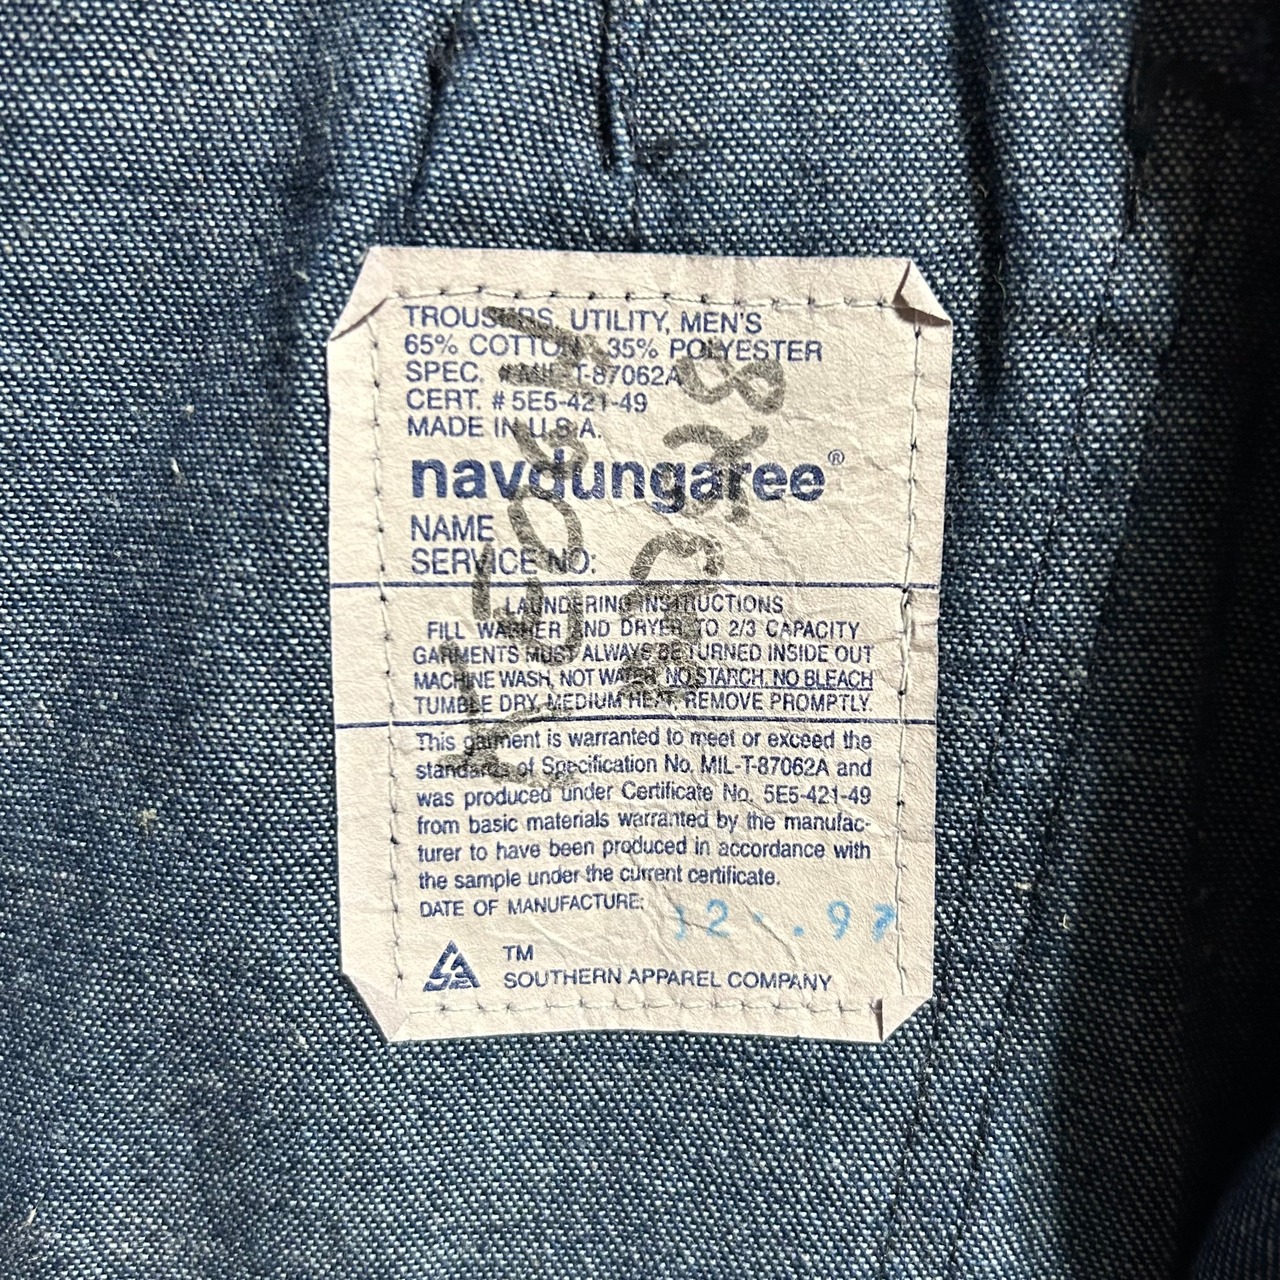 TROUSERS, UTILITY, MEN'S
65% COTTON, 35% POLYESTER
SPEC. # MIL-T-87062A
CERT. # 5E5-421-49
MADE IN U.S.A.
navdungaree®
NAME
SERVICE NO:
LAUNDERING INSTRUCTIONS
FILL WASHER AND DRYER TO 2/3 CAPACITY
GARMENTS MUST ALWAYS BE TURNED INSIDE OUT
MACHINE WASH, NOT WATER, NO STARCH, NO BLEACH
TUMBLE DRY, MEDIUM HEAT, REMOVE PROMPTLY.
This garment is warranted to meet or exceed the
standards of Specification No. MIL-T-87062A and
was produced under Certificate No. 5E5-421-49
from basic materials warranted by the manufac-
turer to have been produced in accordance with
the sample under the current certificate.
DATE OF MANUFACTURE: 12 . 97
TM
SOUTHERN APPAREL COMPANY